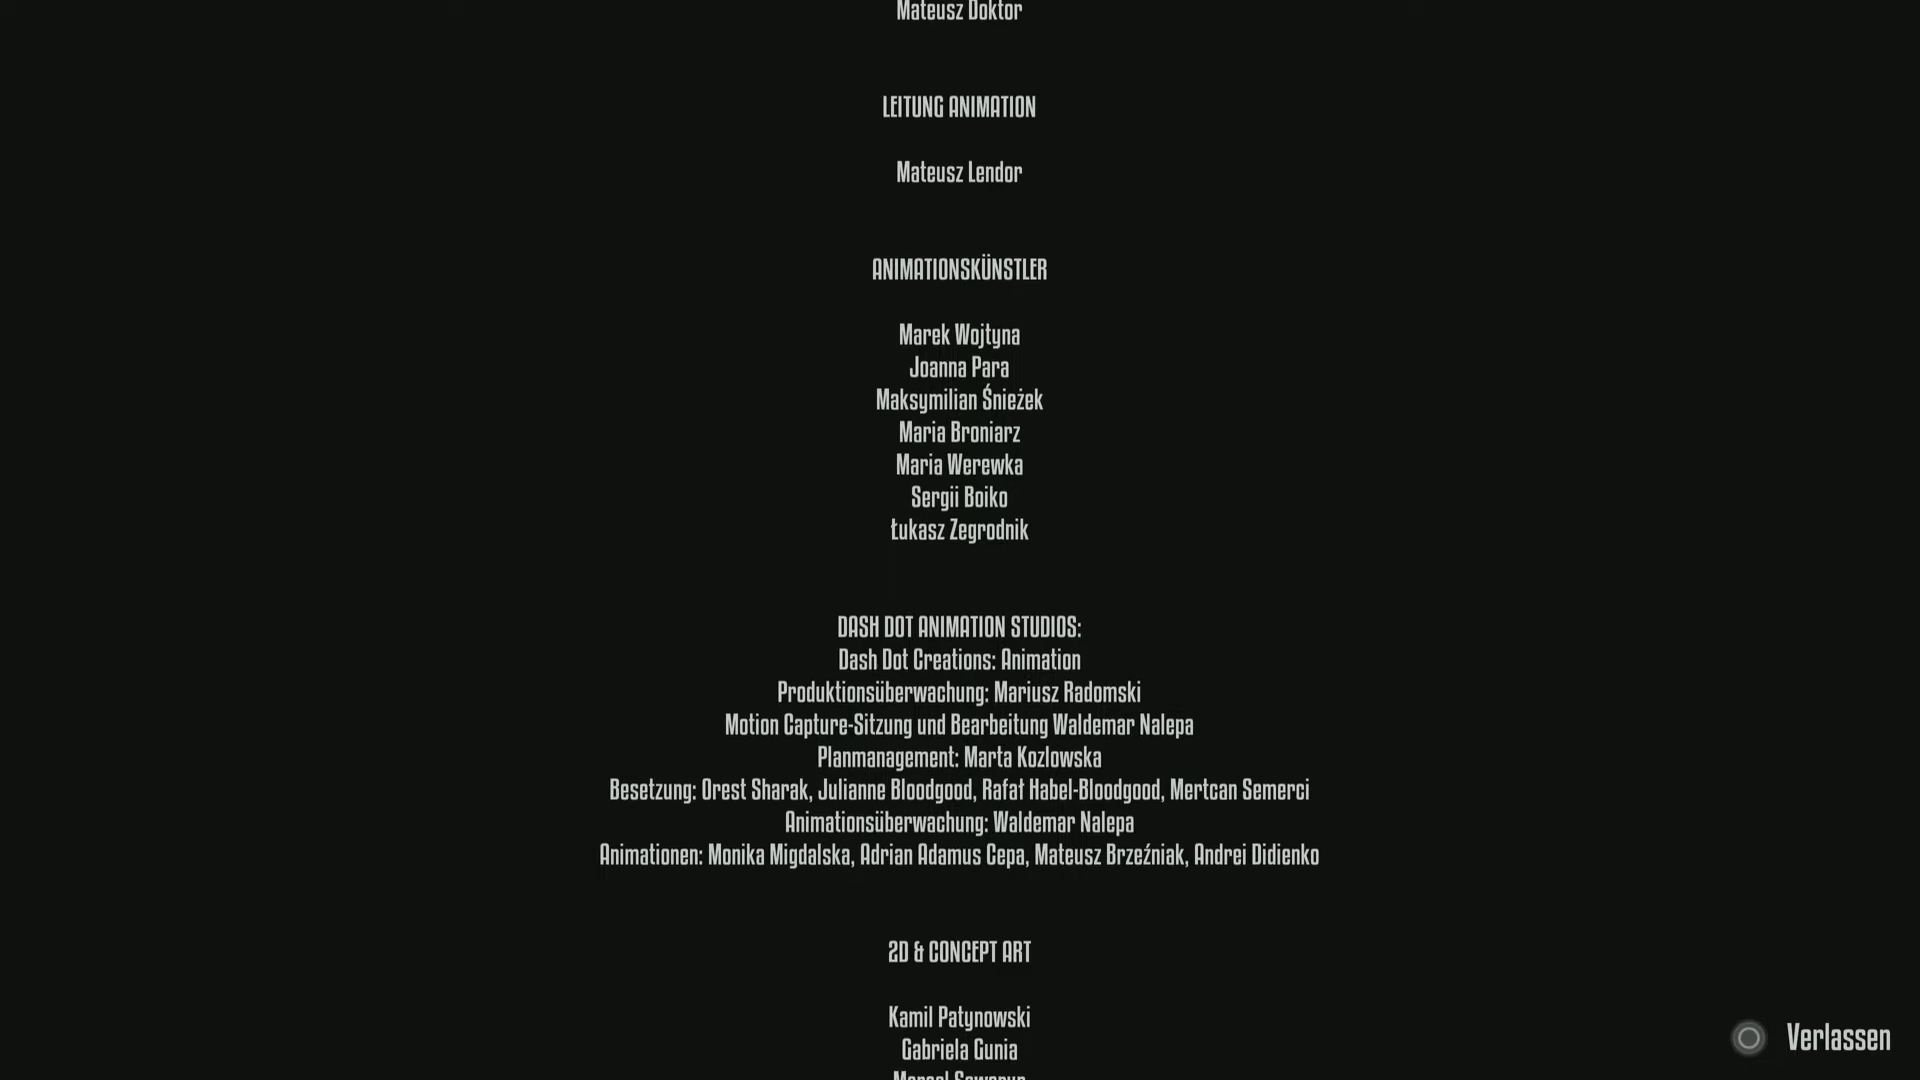 Mateusz Doktor
LEITUNG ANIMATION
Mateusz Lendor
ANIMATIONSKÜNSTLER
Marek Wojtyna
Joanna Para
Maksymilian Śnieżek
Maria Broniarz
Maria Werewka
Sergii Boiko
Łukasz Zegrodnik
DASH DOT ANIMATION STUDIOS:
Dash Dot Creations: Animation
Produktionsüberwachung: Mariusz Radomski
Motion Capture-Sitzung und Bearbeitung Waldemar Nalepa
Planmanagement: Marta Kozlowska
Besetzung: Orest Sharak, Julianne Bloodgood, Rafał Habel-Bloodgood, Mertcan Semerci
Animationsüberwachung: Waldemar Nalepa
Animationen: Monika Migdalska, Adrian Adamus Cepa, Mateusz Brzeźniak, Andrei Didienko
2D & CONCEPT ART
Kamil Patynowski
Gabriela Gunia
Verlassen